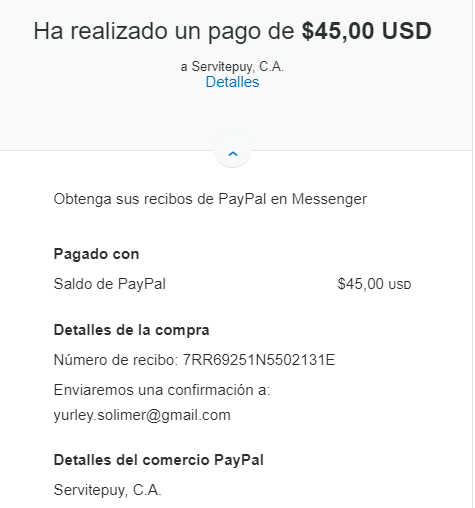 Ha realizado un pago de $45,00 USD
a Servitepuy, C.A.
Detalles
Obtenga sus recibos de PayPal en Messenger
Pagado con
Saldo de PayPal $45,00 USD
Detalles de la compra
Número de recibo: 7RR69251N5502131E
Enviaremos una confirmación a:
yurley.solimer@gmail.com
Detalles del comercio PayPal
Servitepuy, C.A.